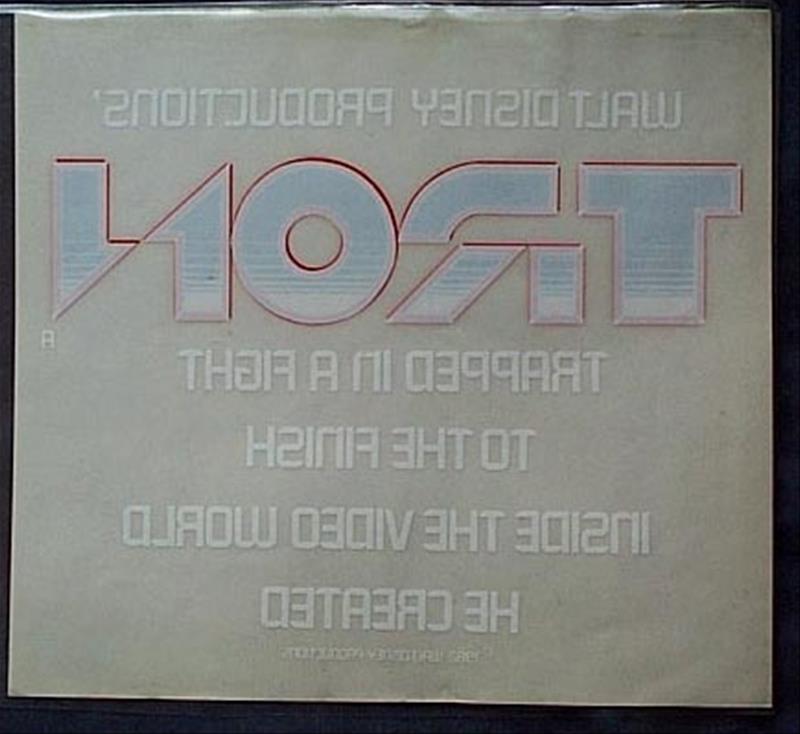 WALT DISNEY PRODUCTIONS'
TRON
A
TRAPPED IN A FIGHT
TO THE FINISH
INSIDE THE VIDEO WORLD
HE CREATED
© 1982 WALT DISNEY PRODUCTIONS